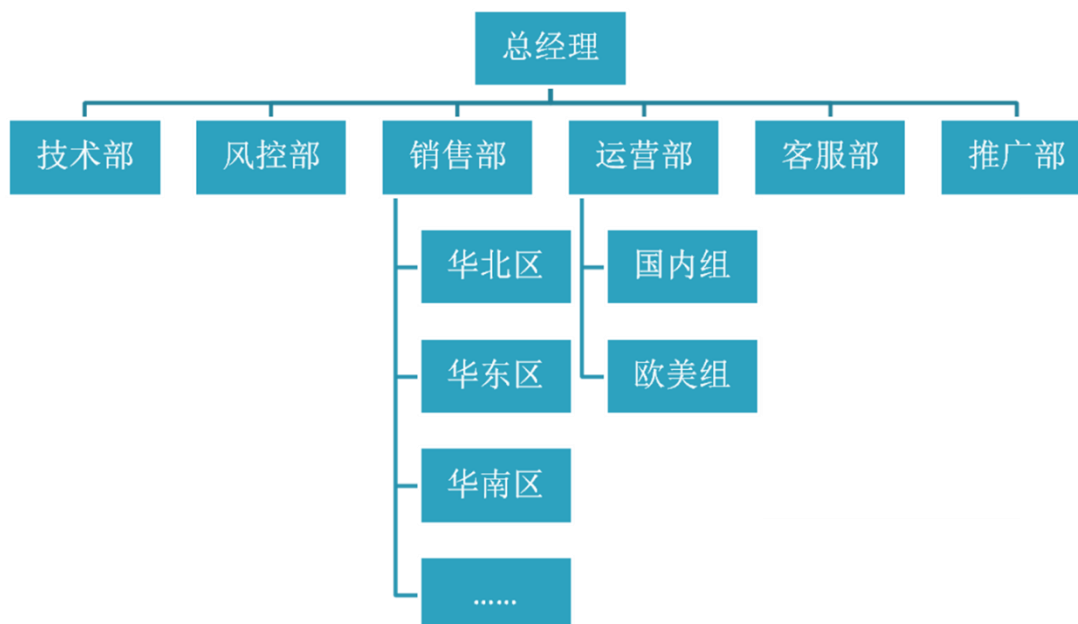 总经理
技术部
风控部
销售部
运营部
客服部
推广部
华北区
国内组
华东区
欧美组
华南区
……